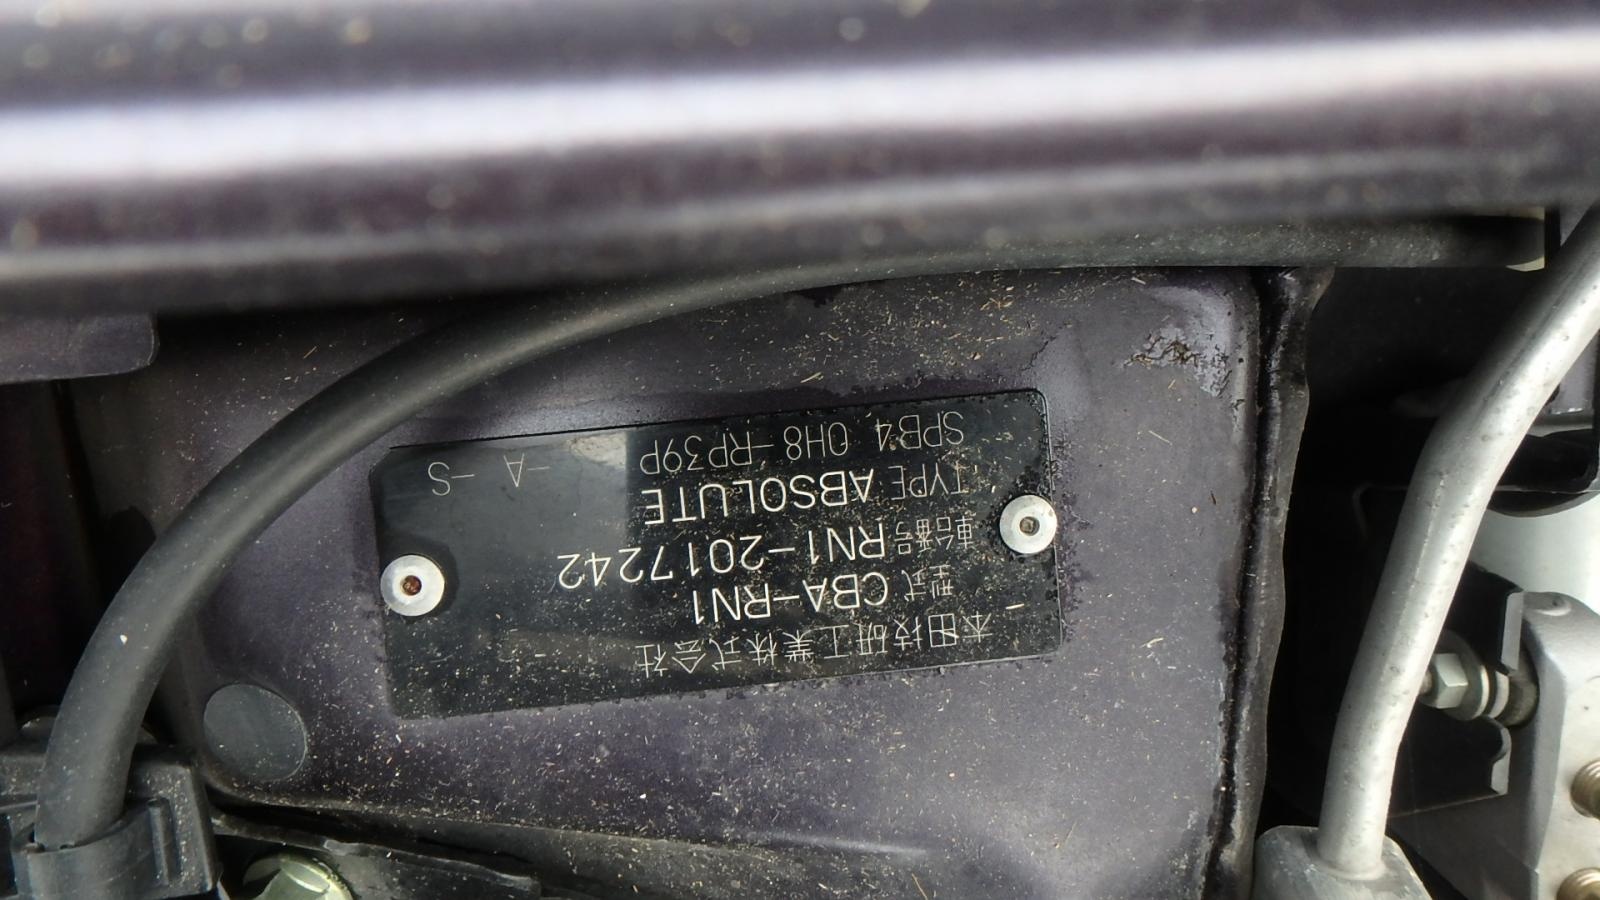 本田技研工業株式会社
型式 CBA-RN1
車台番号 RN1-2017242
TYPE ABSOLUTE
SPB4 0H8-RP39P -A -S